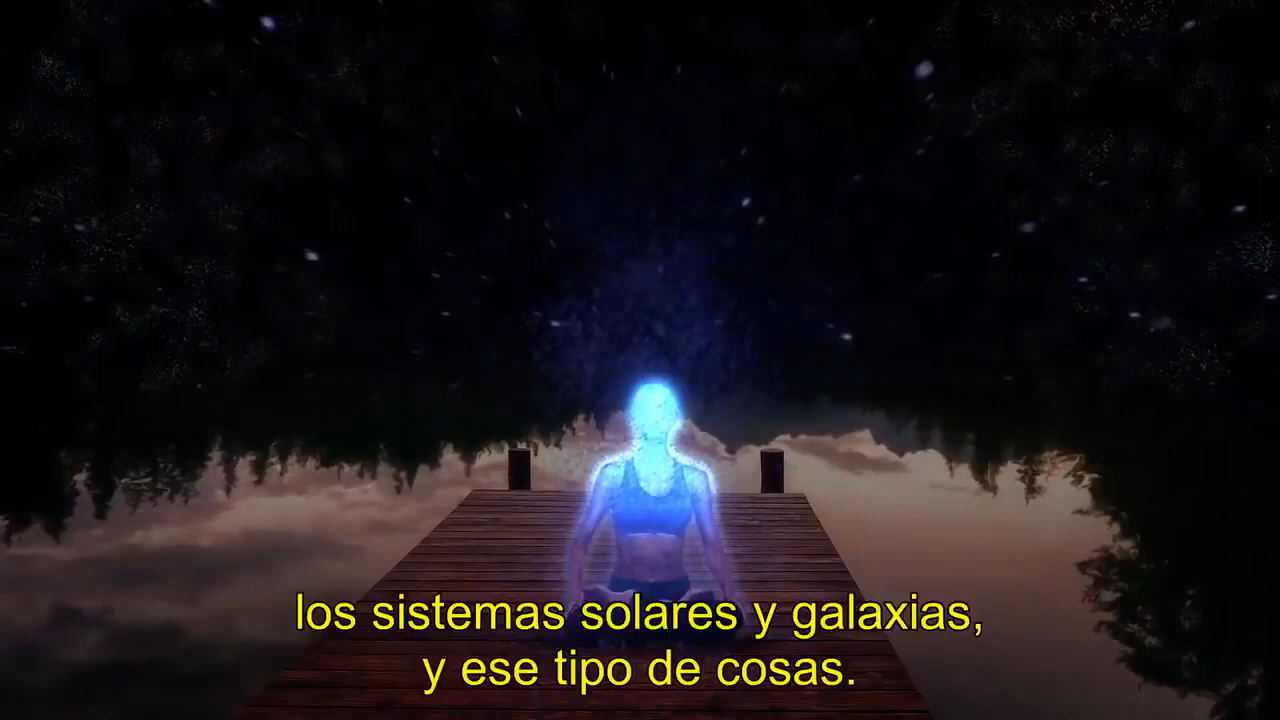 los sistemas solares y galaxias,
y ese tipo de cosas.